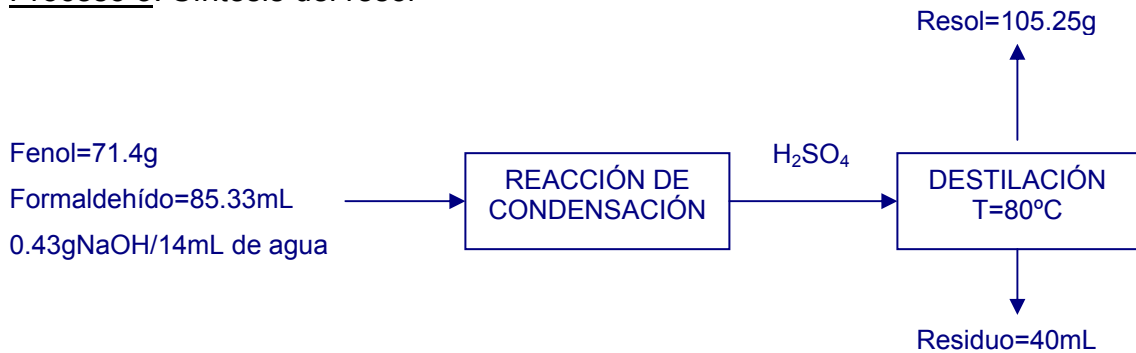 Resol=105.25g
Fenol=71.4g
Formaldehído=85.33mL
0.43gNaOH/14mL de agua
REACCIÓN DE
CONDENSACIÓN
H₂SO₄
DESTILACIÓN
T=80ºC
Residuo=40mL